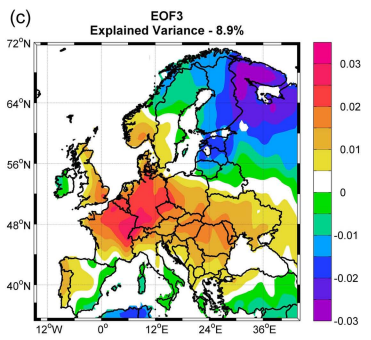 (c)
EOF3
Explained Variance - 8.9%
72°N
64°N
56°N
48°N
40°N
12°W
0°
12°E
24°E
36°E
0.03
0.02
0.01
0
-0.01
-0.02
-0.03